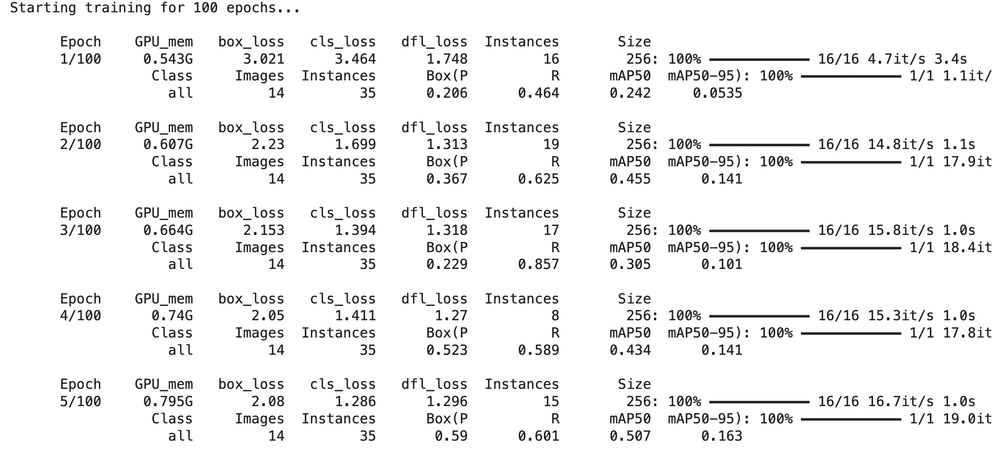 Starting training for 100 epochs...
Epoch GPU_mem box_loss cls_loss dfl_loss Instances Size
1/100 0.543G 3.021 3.464 1.748 16 256: 100% ━━━━━━━━━━━━ 16/16 4.7it/s 3.4s
Class Images Instances Box(P R mAP50 mAP50-95): 100% ━━━━━━━━━━━━ 1/1 1.1it/
all 14 35 0.206 0.464 0.242 0.0535
Epoch GPU_mem box_loss cls_loss dfl_loss Instances Size
2/100 0.607G 2.23 1.699 1.313 19 256: 100% ━━━━━━━━━━━━ 16/16 14.8it/s 1.1s
Class Images Instances Box(P R mAP50 mAP50-95): 100% ━━━━━━━━━━━━ 1/1 17.9it
all 14 35 0.367 0.625 0.455 0.141
Epoch GPU_mem box_loss cls_loss dfl_loss Instances Size
3/100 0.664G 2.153 1.394 1.318 17 256: 100% ━━━━━━━━━━━━ 16/16 15.8it/s 1.0s
Class Images Instances Box(P R mAP50 mAP50-95): 100% ━━━━━━━━━━━━ 1/1 18.4it
all 14 35 0.229 0.857 0.305 0.101
Epoch GPU_mem box_loss cls_loss dfl_loss Instances Size
4/100 0.74G 2.05 1.411 1.27 8 256: 100% ━━━━━━━━━━━━ 16/16 15.3it/s 1.0s
Class Images Instances Box(P R mAP50 mAP50-95): 100% ━━━━━━━━━━━━ 1/1 17.8it
all 14 35 0.523 0.589 0.434 0.141
Epoch GPU_mem box_loss cls_loss dfl_loss Instances Size
5/100 0.795G 2.08 1.286 1.296 15 256: 100% ━━━━━━━━━━━━ 16/16 16.7it/s 1.0s
Class Images Instances Box(P R mAP50 mAP50-95): 100% ━━━━━━━━━━━━ 1/1 19.0it
all 14 35 0.59 0.601 0.507 0.163